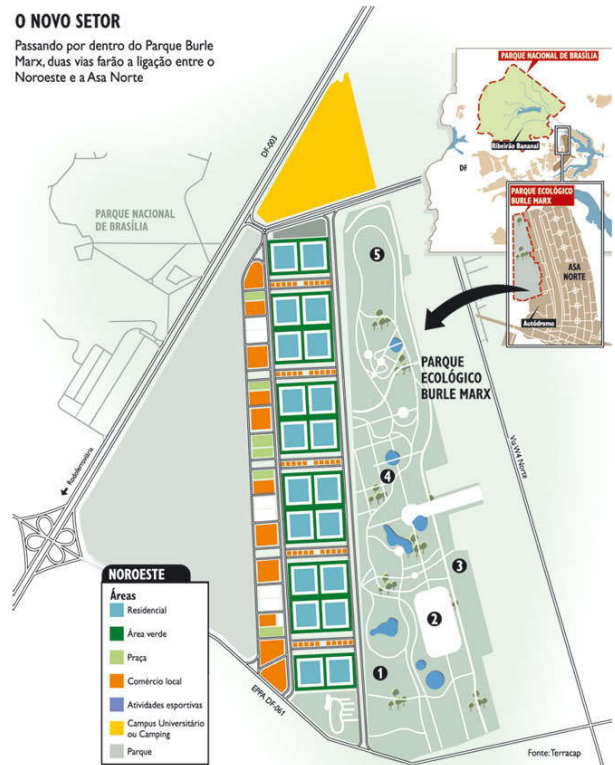 O NOVO SETOR
Passando por dentro do Parque Burle
Marx, duas vias farão a ligação entre o
Noroeste e a Asa Norte
PARQUE NACIONAL
DE BRASÍLIA
Ribeirão Bananal
DF
DF-003
PARQUE NACIONAL
DE BRASÍLIA
PARQUE ECOLÓGICO
BURLE MARX
ASA
NORTE
Autódromo
5
PARQUE
ECOLÓGICO
BURLE MARX
Via W4 Norte
Rodoferroviária
4
3
2
1
NOROESTE
Áreas
Residencial
Área verde
Praça
Comércio local
Atividades esportivas
Campus Universitário
ou Camping
Parque
EPPA DF-061
Fonte: Terracap